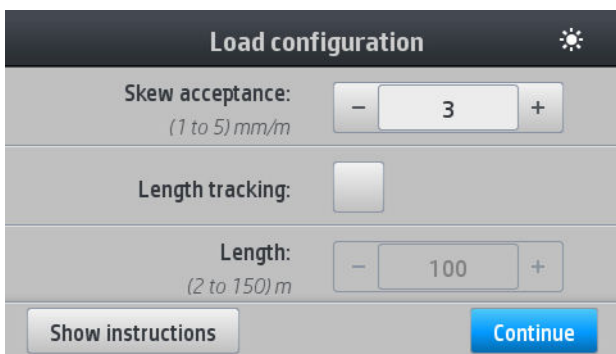 Load configuration
Skew acceptance:
− 3 +
(1 to 5) mm/m
Length tracking:
Length:
− 100 +
(2 to 150) m
Show instructions
Continue